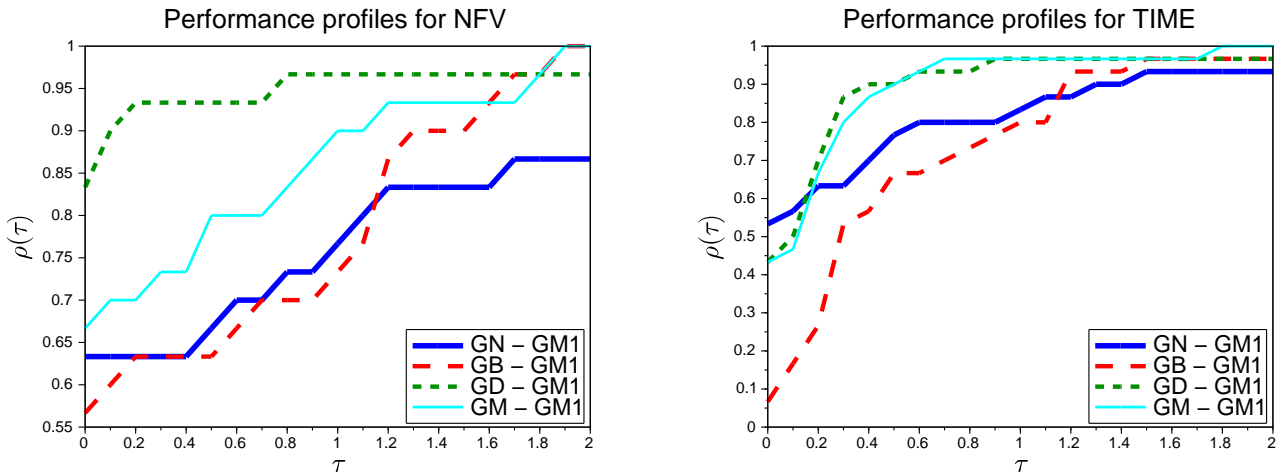 Performance profiles for NFV
1
0.95
0.9
0.85
0.8
0.75
0.7
0.65
0.6
0.55
ρ(τ)
0 0.2 0.4 0.6 0.8 1 1.2 1.4 1.6 1.8 2
τ
GN – GM1
GB – GM1
GD – GM1
GM – GM1
Performance profiles for TIME
1
0.9
0.8
0.7
0.6
0.5
0.4
0.3
0.2
0.1
0
ρ(τ)
0 0.2 0.4 0.6 0.8 1 1.2 1.4 1.6 1.8 2
τ
GN – GM1
GB – GM1
GD – GM1
GM – GM1